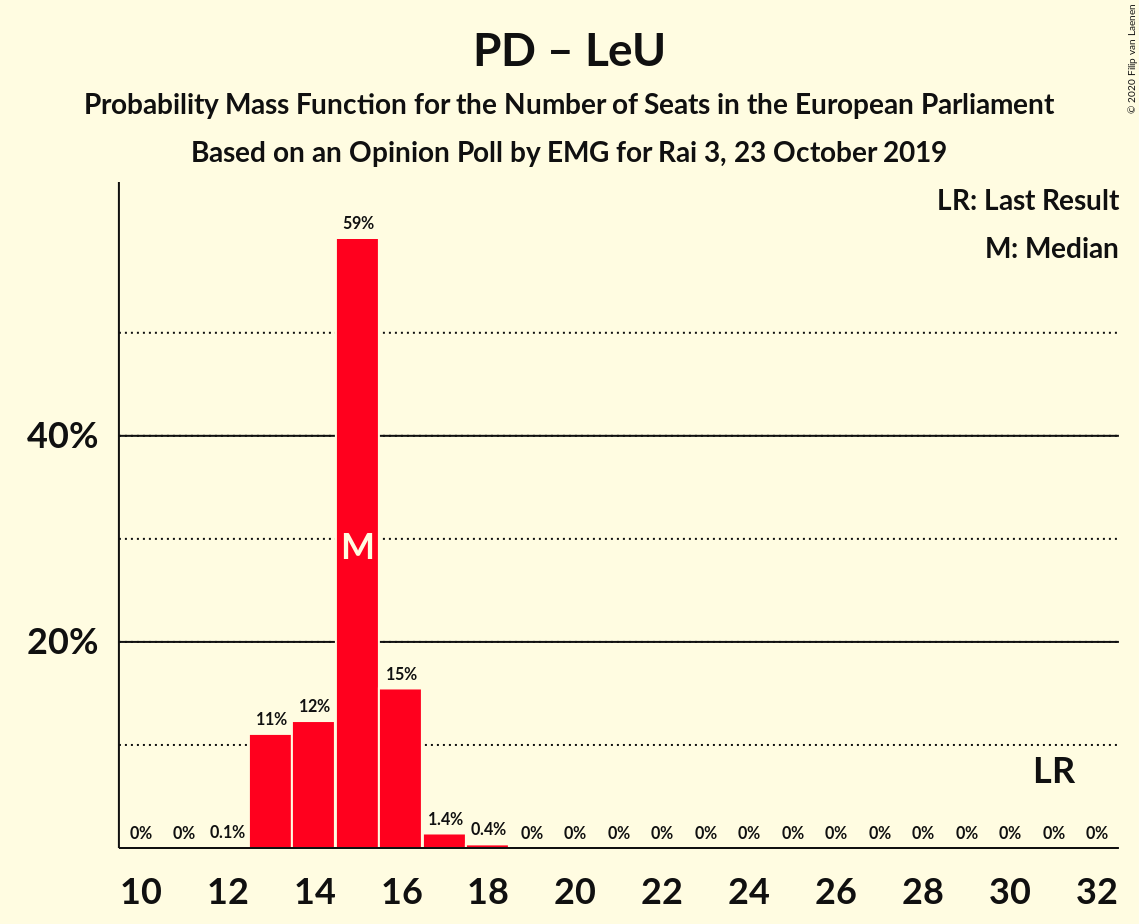 PD – LeU
Probability Mass Function for the Number of Seats in the European Parliament
Based on an Opinion Poll by EMG for Rai 3, 23 October 2019
© 2020 Filip van Laenen
LR: Last Result
M: Median
59%
40%
M
20%
15%
12%
11%
LR
0% 0% 0.1% 1.4% 0.4% 0% 0% 0% 0% 0% 0% 0% 0% 0% 0% 0% 0% 0% 0%
10 12 14 16 18 20 22 24 26 28 30 32